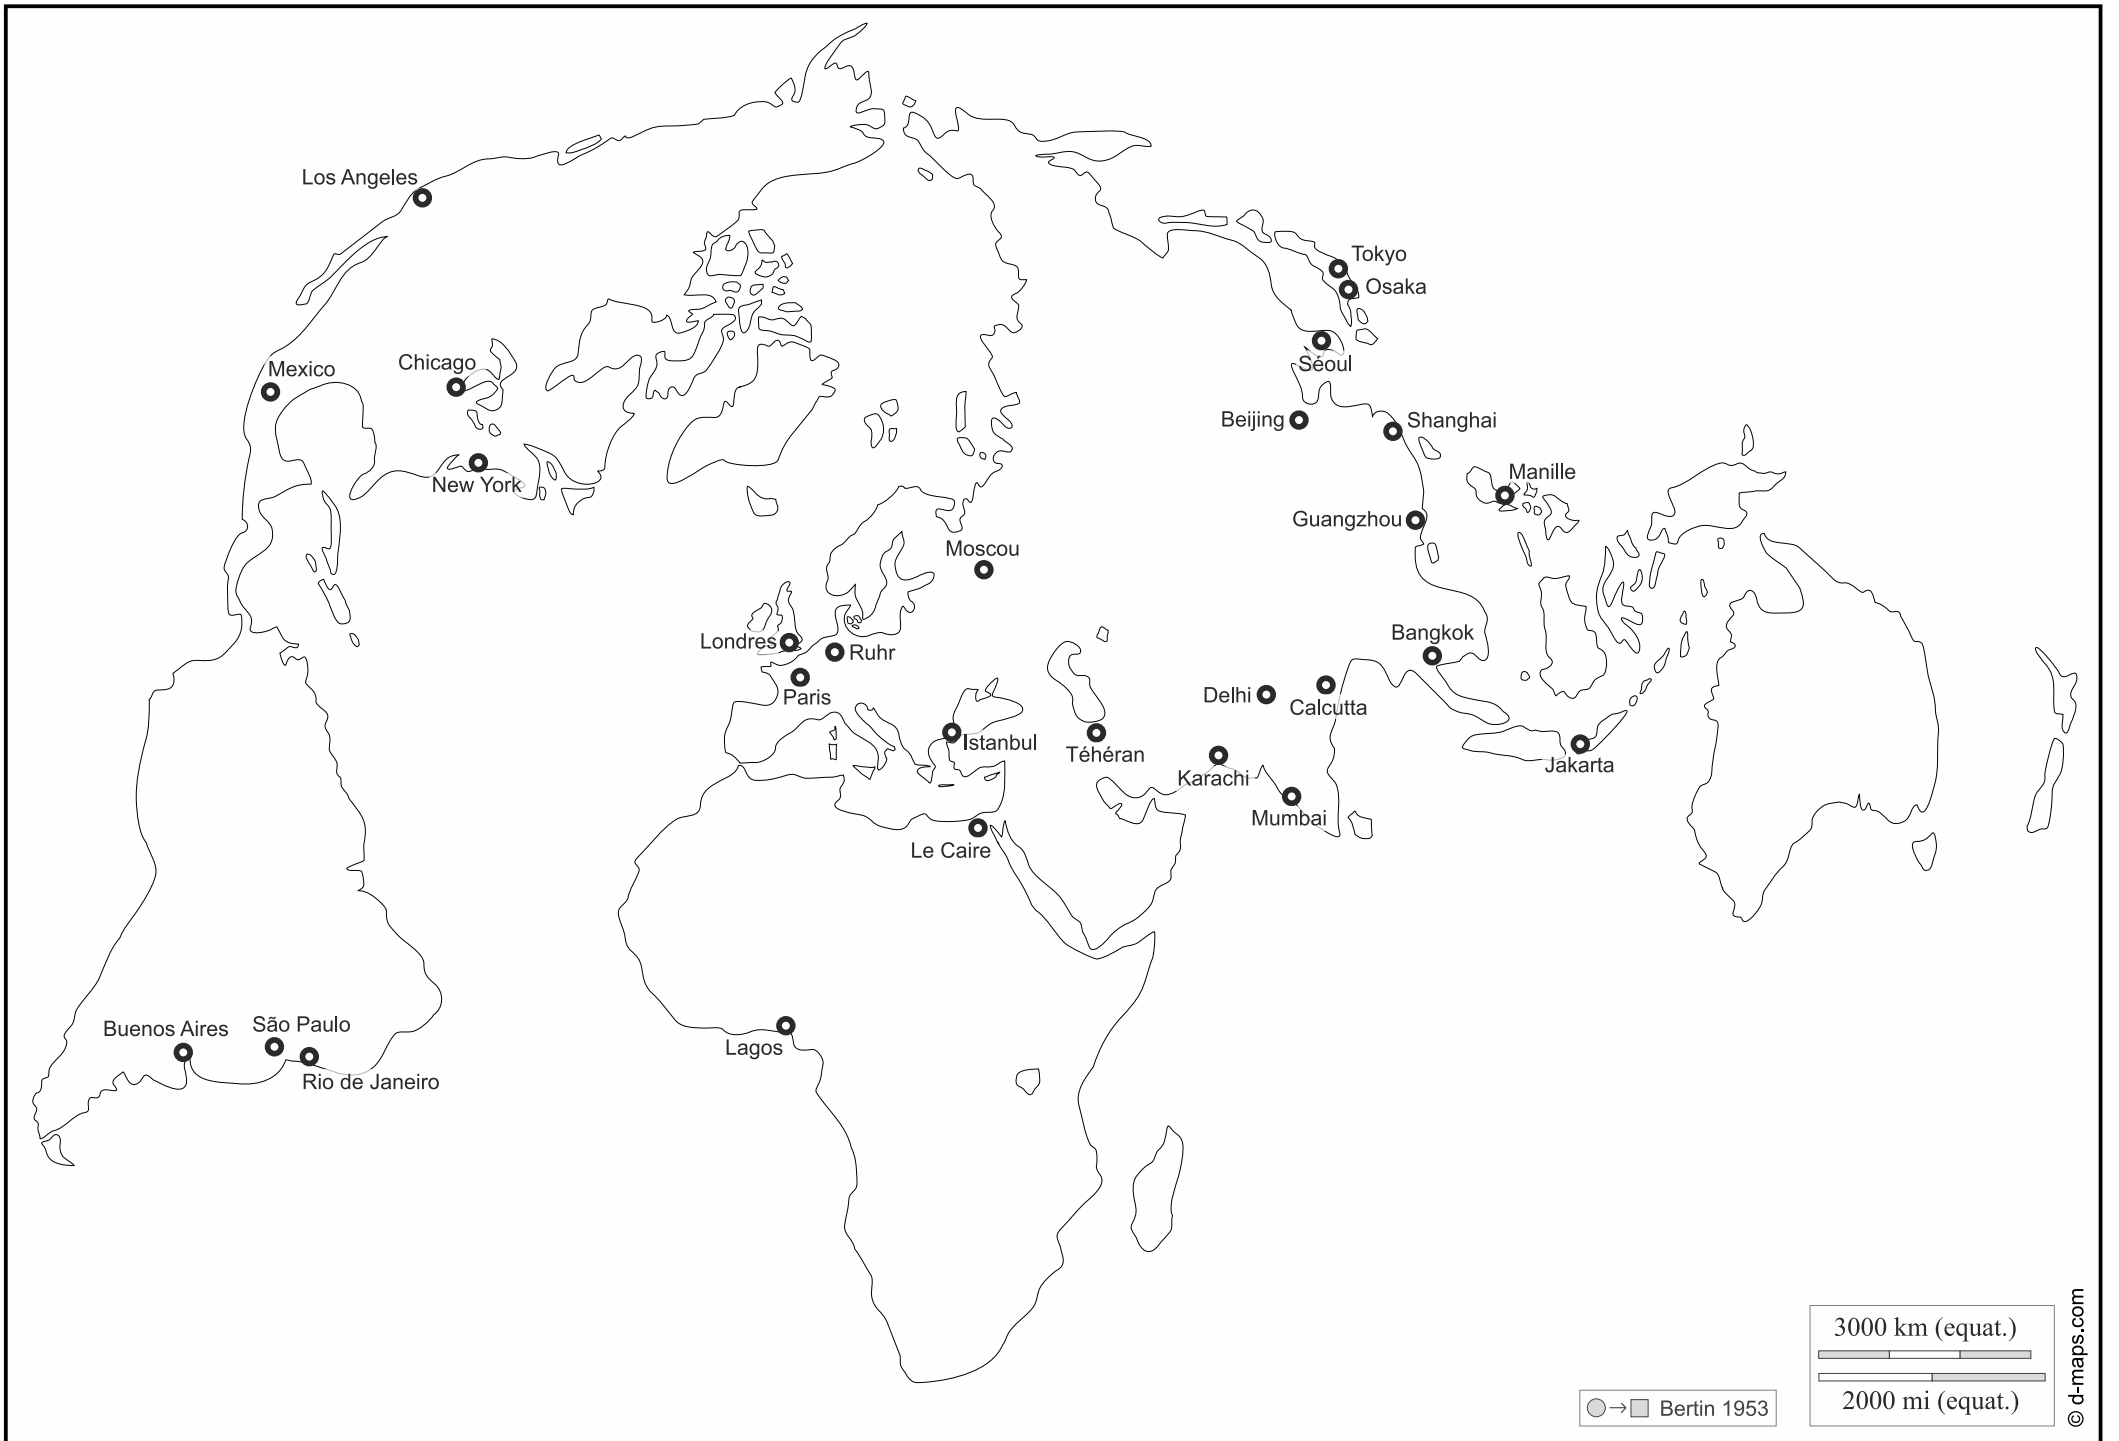 Los Angeles
Tokyo
Osaka
Séoul
Mexico
Chicago
Beijing
Shanghai
New York
Manille
Guangzhou
Moscou
Londres
Ruhr
Paris
Bangkok
Delhi
Calcutta
Istanbul
Téhéran
Karachi
Jakarta
Mumbai
Le Caire
Buenos Aires
São Paulo
Rio de Janeiro
Lagos
3000 km (equat.)
2000 mi (equat.)
Bertin 1953
© d-maps.com